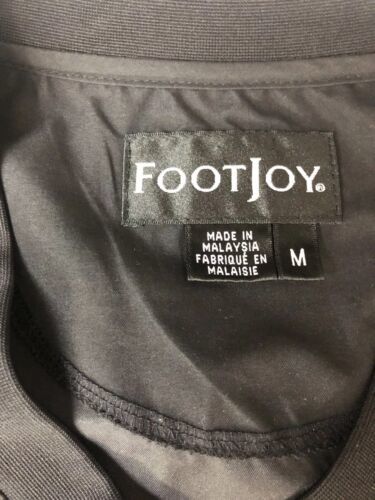 FOOTJOY®
MADE IN
MALAYSIA
FABRIQUÉ EN
MALAISIE
M